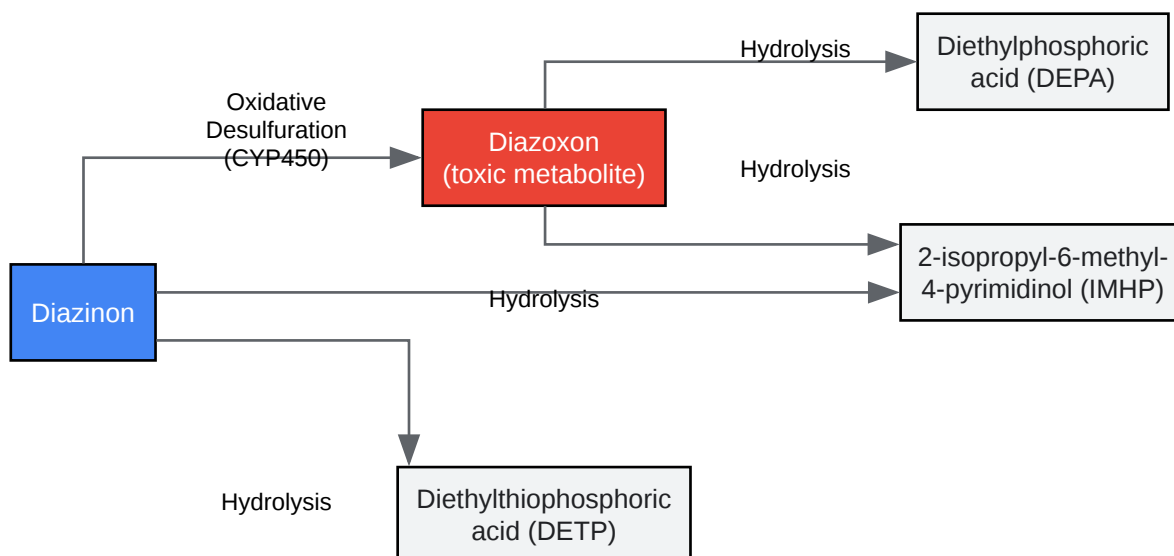 Hydrolysis
Diethylphosphoric
acid (DEPA)
Oxidative
Desulfuration
(CYP450)
Diazoxon
(toxic metabolite)
Hydrolysis
2-isopropyl-6-methyl-
4-pyrimidinol (IMHP)
Diazinon
Hydrolysis
Hydrolysis
Diethylthiophosphoric
acid (DETP)